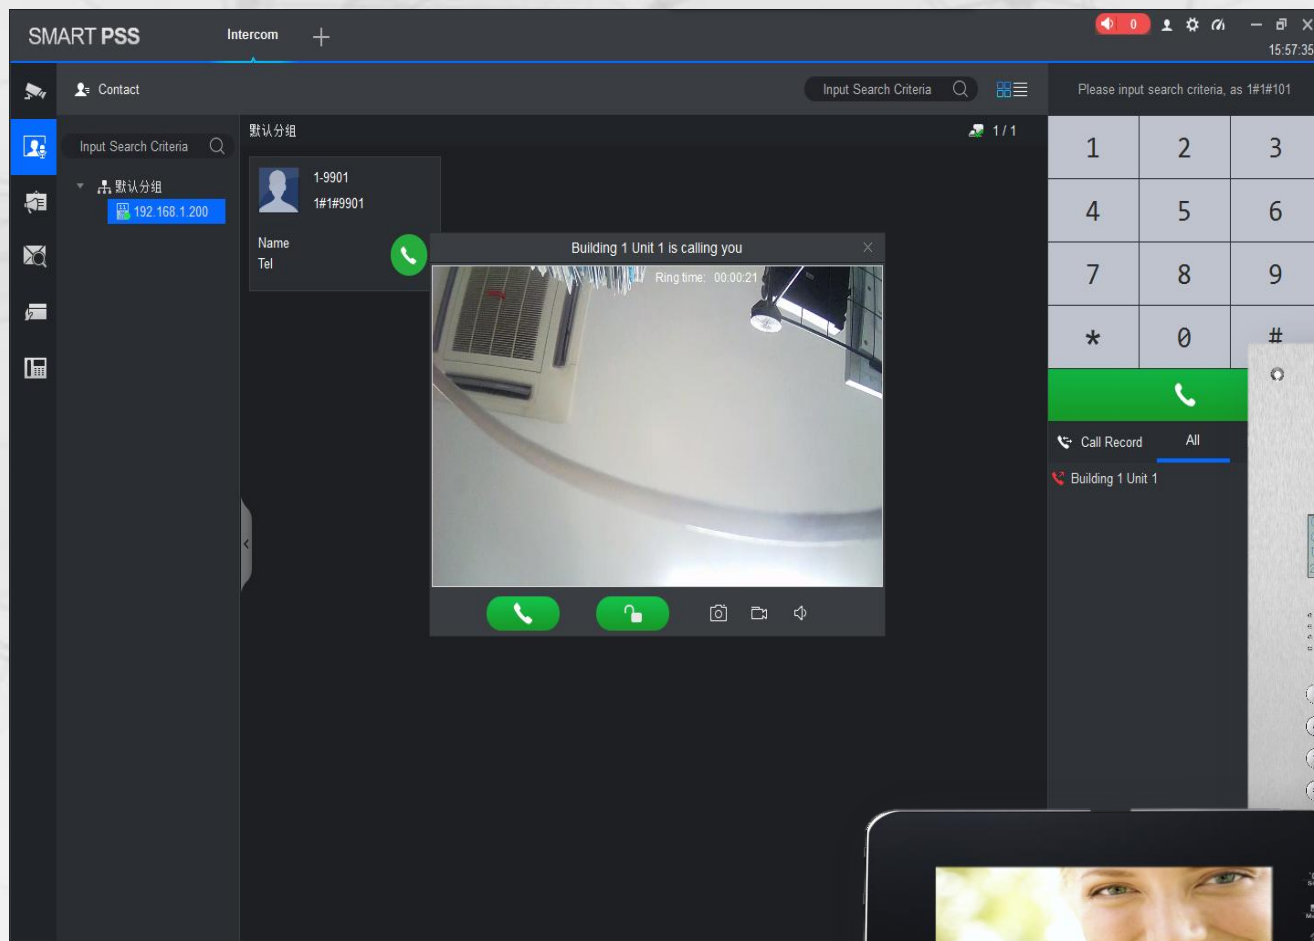 SMART PSS
Intercom
0
15:57:35
Contact
Input Search Criteria
Please input search criteria, as 1#1#101
Input Search Criteria
默认分组
192.168.1.200
默认分组
1 / 1
1-9901
1#1#9901
Name
Tel
Building 1 Unit 1 is calling you
Ring time: 00:00:21
1 2 3
4 5 6
7 8 9
* 0 #
Call Record
All
Building 1 Unit 1